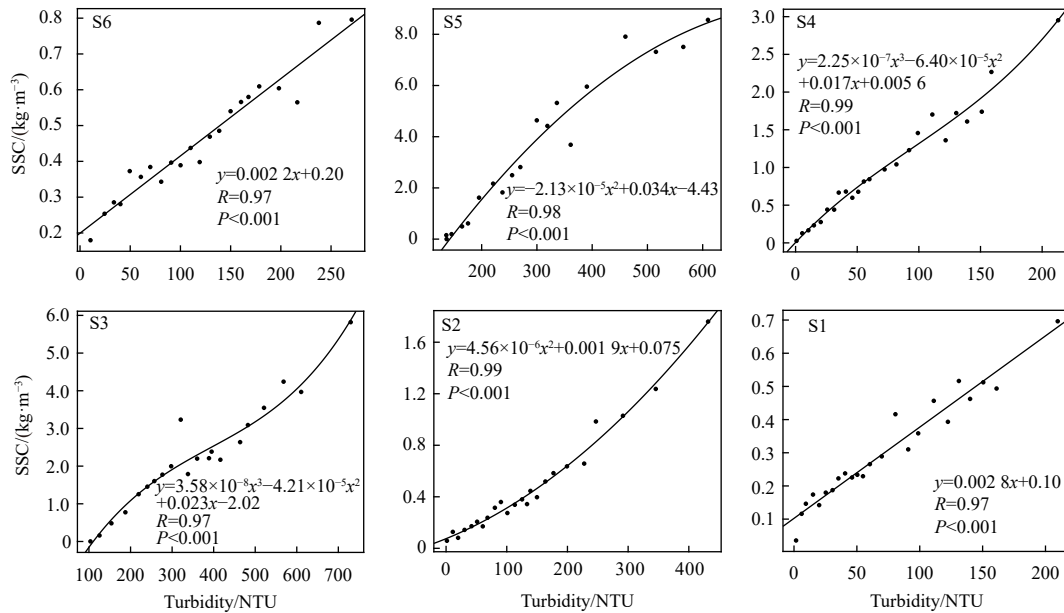 S6
y=0.002 2x+0.20
R=0.97
P<0.001
SSC/(kg·m⁻³)
0.8
0.7
0.6
0.5
0.4
0.3
0.2
0 50 100 150 200 250
S5
y=−2.13×10⁻⁵x²+0.034x−4.43
R=0.98
P<0.001
8.0
6.0
4.0
2.0
0
200 300 400 500 600
S4
y=2.25×10⁻⁷x³−6.40×10⁻⁵x²
+0.017x+0.005 6
R=0.99
P<0.001
3.0
2.5
2.0
1.5
1.0
0.5
0
0 50 100 150 200
S3
y=3.58×10⁻⁸x³−4.21×10⁻⁵x²
+0.023x−2.02
R=0.97
P<0.001
SSC/(kg·m⁻³)
6.0
5.0
4.0
3.0
2.0
1.0
0
100 200 300 400 500 600 700
Turbidity/NTU
S2
y=4.56×10⁻⁶x²+0.001 9x+0.075
R=0.99
P<0.001
1.6
1.2
0.8
0.4
0
0 100 200 300 400
Turbidity/NTU
S1
y=0.002 8x+0.10
R=0.97
P<0.001
0.7
0.6
0.5
0.4
0.3
0.2
0.1
0 50 100 150 200
Turbidity/NTU